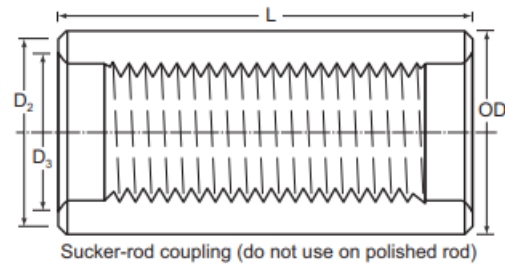 L
D₂
D₃
OD
Sucker-rod coupling (do not use on polished rod)